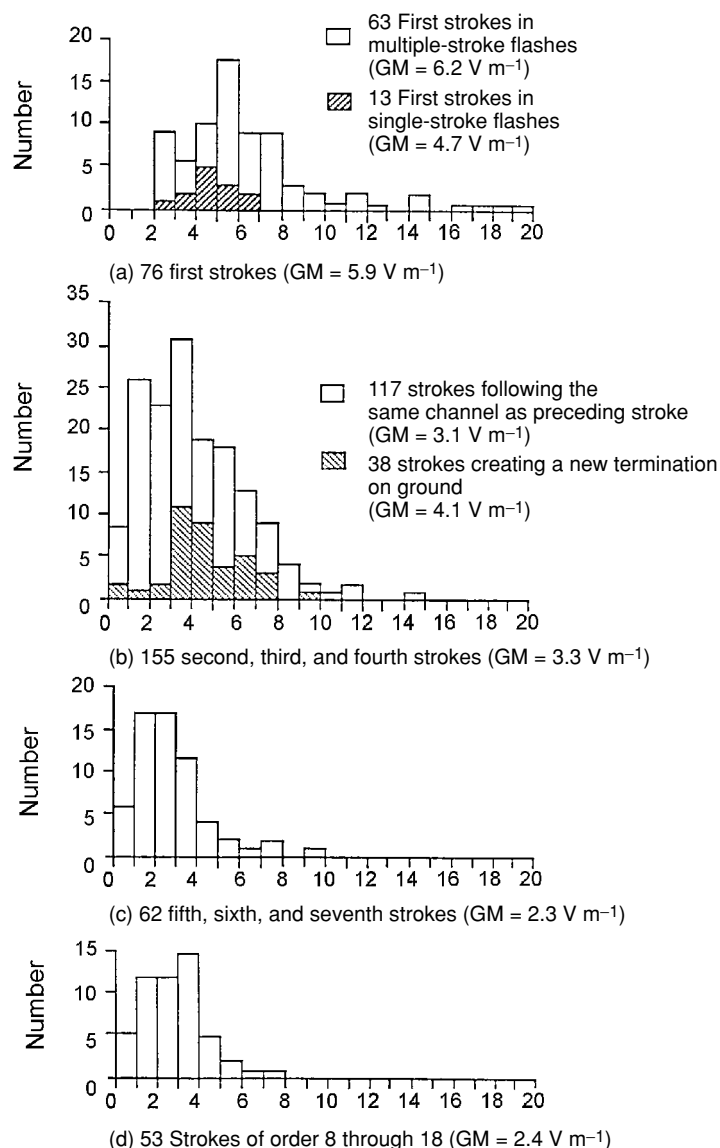 63 First strokes in
multiple-stroke flashes
(GM = 6.2 V m⁻¹)
13 First strokes in
single-stroke flashes
(GM = 4.7 V m⁻¹)
Number
20
15
10
5
0
0 2 4 6 8 10 12 14 16 18 20
(a) 76 first strokes (GM = 5.9 V m⁻¹)
117 strokes following the
same channel as preceding stroke
(GM = 3.1 V m⁻¹)
38 strokes creating a new termination
on ground
(GM = 4.1 V m⁻¹)
Number
35
30
25
20
15
10
5
0
0 2 4 6 8 10 12 14 16 18 20
(b) 155 second, third, and fourth strokes (GM = 3.3 V m⁻¹)
Number
20
15
10
5
0
0 2 4 6 8 10 12 14 16 18 20
(c) 62 fifth, sixth, and seventh strokes (GM = 2.3 V m⁻¹)
Number
15
10
5
0
0 2 4 6 8 10 12 14 16 18 20
(d) 53 Strokes of order 8 through 18 (GM = 2.4 V m⁻¹)